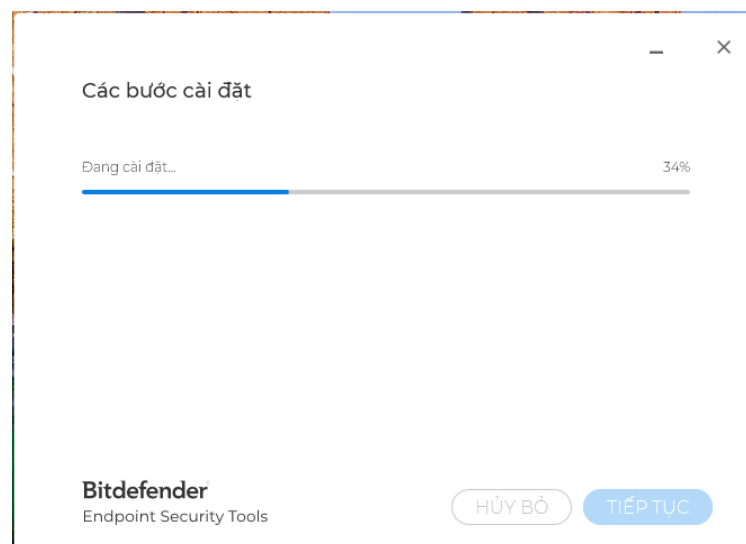 Các bước cài đặt
Đang cài đặt... 34%
Bitdefender
Endpoint Security Tools
HỦY BỎ TIẾP TỤC